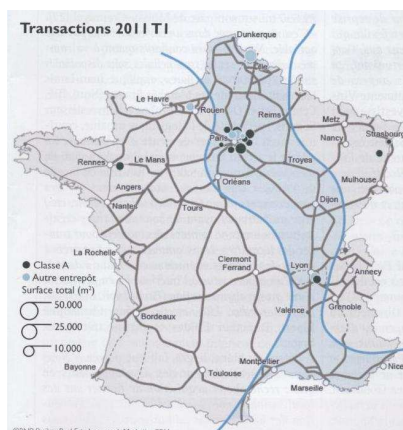 Transactions 2011 T1
Dunkerque
Lille
Le Havre
Rouen
Reims
Metz
Paris
Nancy
Strasbourg
Rennes
Le Mans
Troyes
Orléans
Mulhouse
Angers
Nantes
Tours
Dijon
Classe A
Autre entrepôt
Surface total (m²)
50.000
25.000
10.000
La Rochelle
Clermont
Ferrand
Lyon
Annecy
Grenoble
Valence
Bordeaux
Bayonne
Toulouse
Montpellier
Nice
Marseille